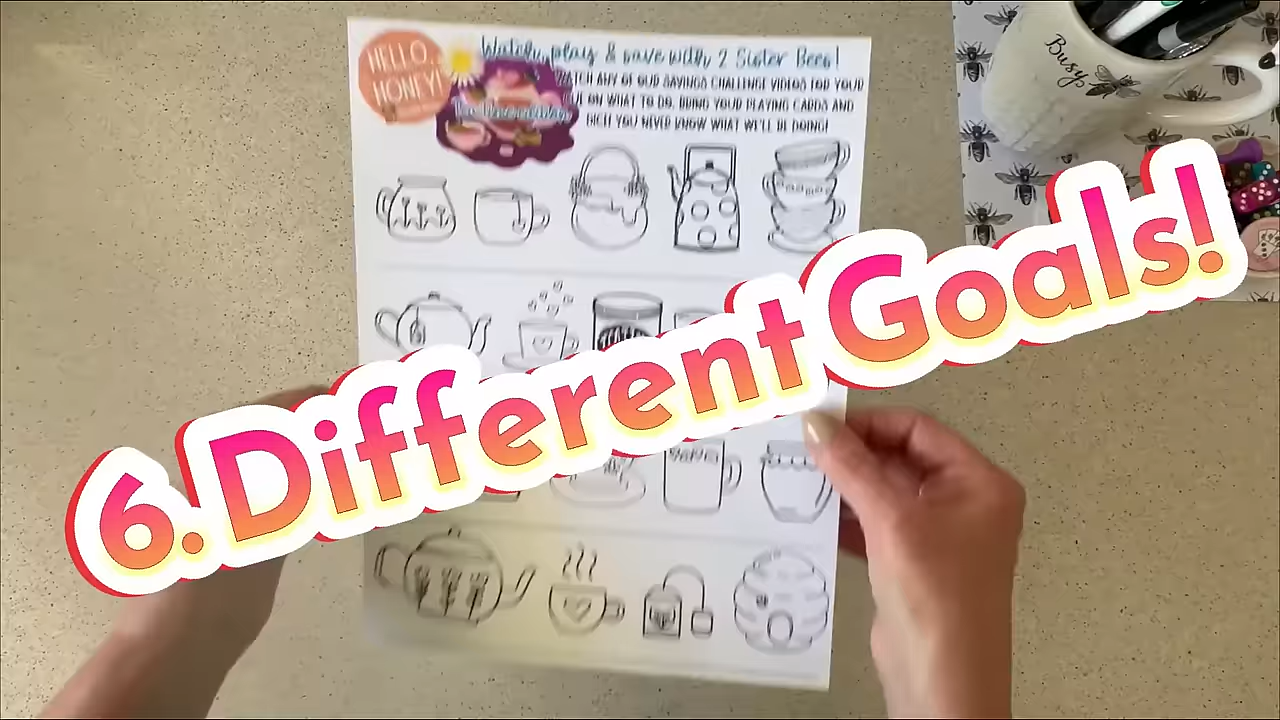 HELLO,
HONEY!
Watch, play & save with 2 Sister Bees!
WATCH ANY OF OUR SAVINGS CHALLENGE VIDEOS FOR YOUR
ON WHAT TO DO. BRING YOUR PLAYING CARDS AND
DICE! YOU NEVER KNOW WHAT WE'LL BE DOING!
Busy
6. Different Goals!